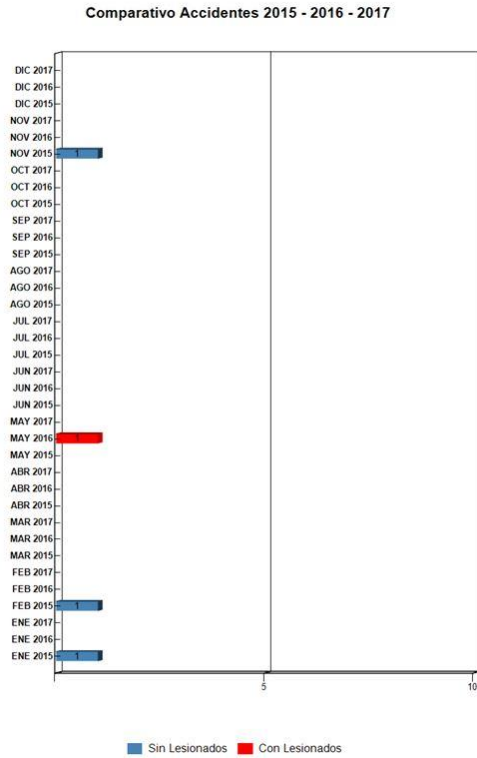 Comparativo Accidentes 2015 - 2016 - 2017
DIC 2017
DIC 2016
DIC 2015
NOV 2017
NOV 2016
NOV 2015 1
OCT 2017
OCT 2016
OCT 2015
SEP 2017
SEP 2016
SEP 2015
AGO 2017
AGO 2016
AGO 2015
JUL 2017
JUL 2016
JUL 2015
JUN 2017
JUN 2016
JUN 2015
MAY 2017
MAY 2016 1
MAY 2015
ABR 2017
ABR 2016
ABR 2015
MAR 2017
MAR 2016
MAR 2015
FEB 2017
FEB 2016
FEB 2015 1
ENE 2017
ENE 2016
ENE 2015 1
5 10
Sin Lesionados Con Lesionados